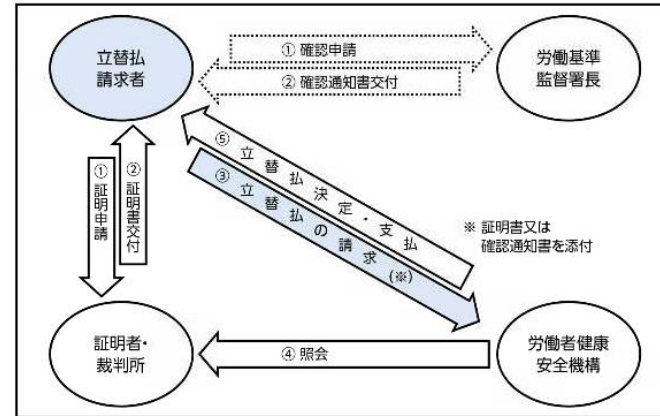 立替払
請求者
① 確認申請
② 確認通知書交付
労働基準
監督署長
① 証明申請
② 証明書交付
⑤ 立替払決定・支払
③ 立替払の請求(※)
※ 証明書又は
確認通知書を添付
証明者・
裁判所
④ 照会
労働者健康
安全機構